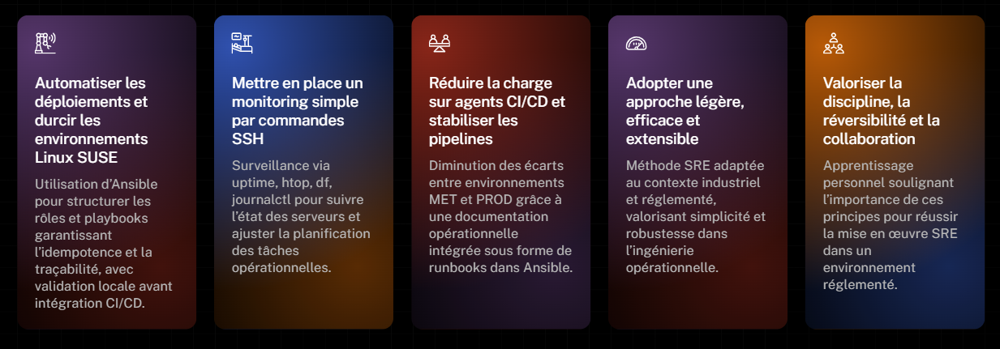 Automatiser les
déploiements et
durcir les
environnements
Linux SUSE
Utilisation d'Ansible
pour structurer les
rôles et playbooks
garantissant
l'idempotence et la
traçabilité, avec
validation locale avant
intégration CI/CD.
Mettre en place un
monitoring simple
par commandes
SSH
Surveillance via
uptime, htop, df,
journalctl pour suivre
l'état des serveurs et
ajuster la planification
des tâches
opérationnelles.
Réduire la charge
sur agents CI/CD et
stabiliser les
pipelines
Diminution des écarts
entre environnements
MET et PROD grâce à
une documentation
opérationnelle
intégrée sous forme de
runbooks dans Ansible.
Adopter une
approche légère,
efficace et
extensible
Méthode SRE adaptée
au contexte industriel
et réglementé,
valorisant simplicité et
robustesse dans
l'ingénierie
opérationnelle.
Valoriser la
discipline, la
réversibilité et la
collaboration
Apprentissage
personnel soulignant
l'importance de ces
principes pour réussir
la mise en œuvre SRE
dans un
environnement
réglementé.